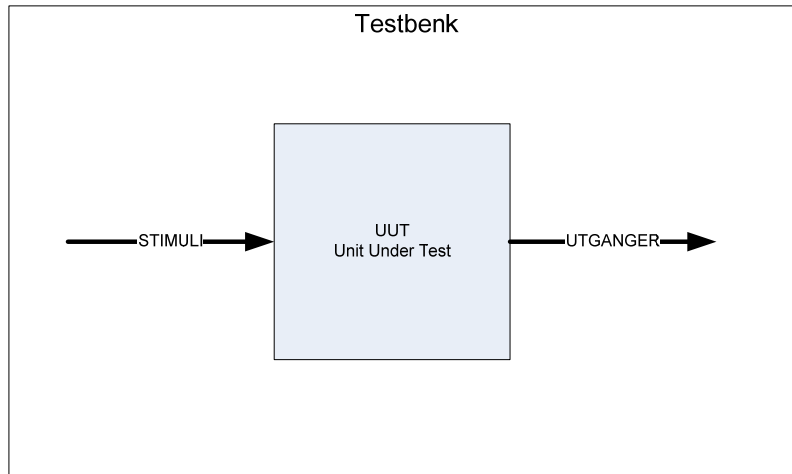 Testbenk
STIMULI
UUT
Unit Under Test
UTGANGER